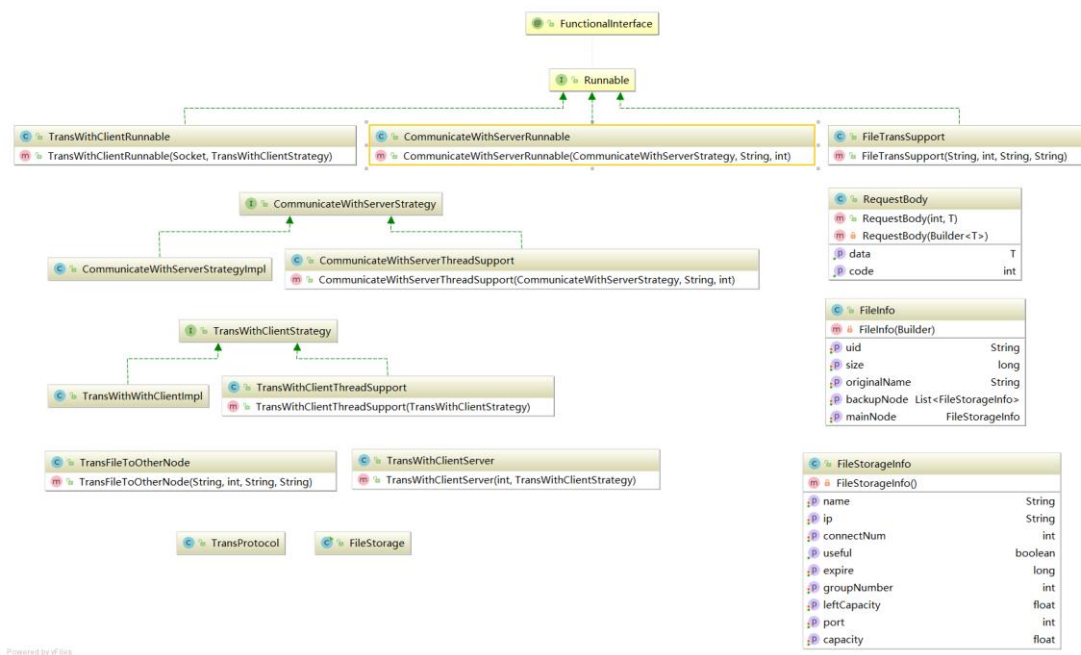 FunctionalInterface
Runnable
TransWithClientRunnable
TransWithClientRunnable(Socket, TransWithClientStrategy)
CommunicateWithServerRunnable
CommunicateWithServerRunnable(CommunicateWithServerStrategy, String, int)
FileTransSupport
FileTransSupport(String, int, String, String)
CommunicateWithServerStrategy
CommunicateWithServerStrategyImpl
CommunicateWithServerThreadSupport
CommunicateWithServerThreadSupport(CommunicateWithServerStrategy, String, int)
RequestBody
RequestBody(int, T)
RequestBody(Builder<T>)
data T
code int
TransWithClientStrategy
TransWithWithClientImpl
TransWithClientThreadSupport
TransWithClientThreadSupport(TransWithClientStrategy)
FileInfo
FileInfo(Builder)
uid String
size long
originalName String
backupNode List<FileStorageInfo>
mainNode FileStorageInfo
TransFileToOtherNode
TransFileToOtherNode(String, int, String, String)
TransWithClientServer
TransWithClientServer(int, TransWithClientStrategy)
TransProtocol
FileStorage
FileStorageInfo
FileStorageInfo()
name String
ip String
connectNum int
useful boolean
expire long
groupNumber int
leftCapacity float
port int
capacity float
Powered by yFiles